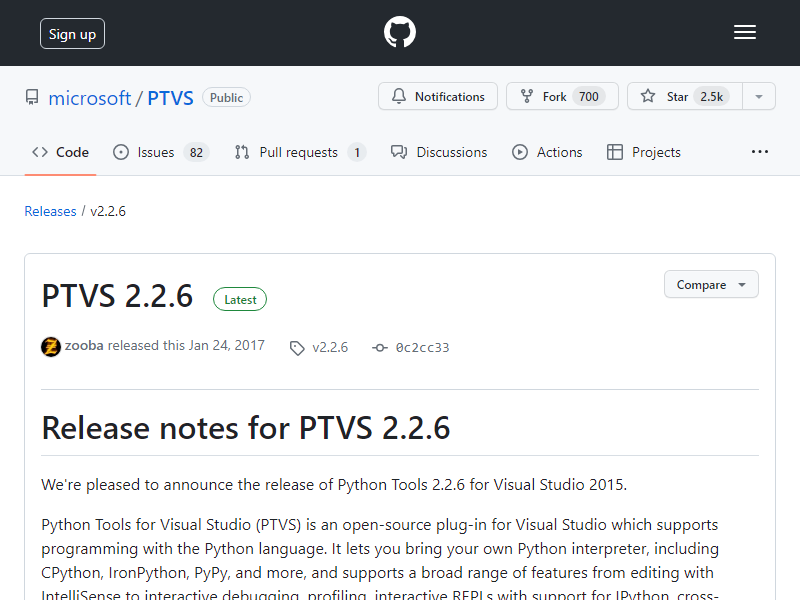 Sign up
microsoft / PTVS Public
Notifications
Fork 700
Star 2.5k
Code
Issues 82
Pull requests 1
Discussions
Actions
Projects
Releases / v2.2.6
PTVS 2.2.6
Latest
Compare
zooba released this Jan 24, 2017
v2.2.6
0c2cc33
Release notes for PTVS 2.2.6
We're pleased to announce the release of Python Tools 2.2.6 for Visual Studio 2015.
Python Tools for Visual Studio (PTVS) is an open-source plug-in for Visual Studio which supports
programming with the Python language. It lets you bring your own Python interpreter, including
CPython, IronPython, PyPy, and more, and supports a broad range of features from editing with
IntelliSense to interactive debugging, profiling, interactive REPLs with support for IPython, cross-